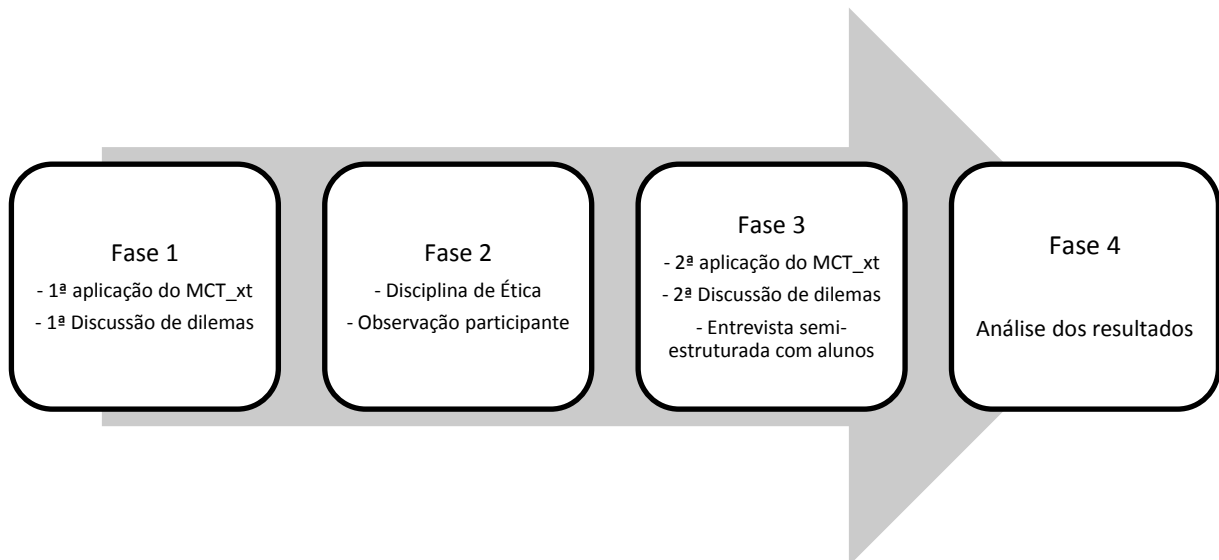 Fase 1
- 1ª aplicação do MCT_xt
- 1ª Discussão de dilemas
Fase 2
- Disciplina de Ética
- Observação participante
Fase 3
- 2ª aplicação do MCT_xt
- 2ª Discussão de dilemas
- Entrevista semi-
estruturada com alunos
Fase 4
Análise dos resultados